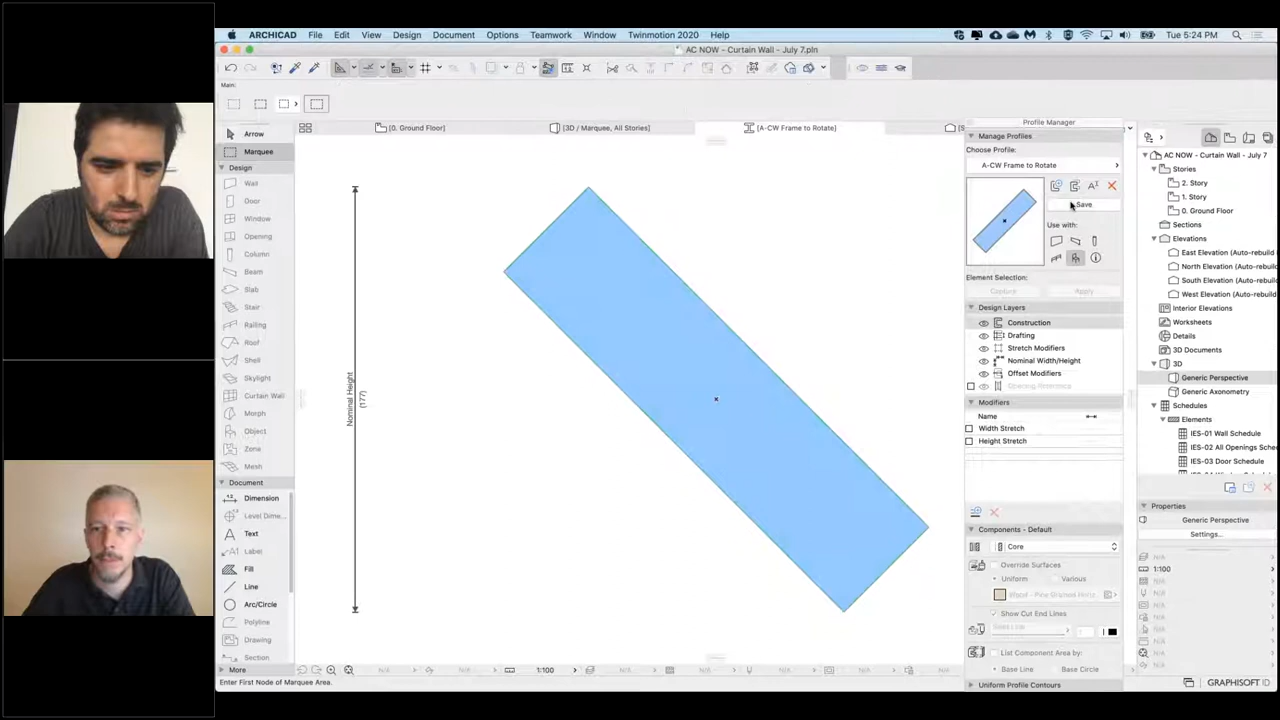 ARCHICAD File Edit View Design Document Options Teamwork Window Twinmotion 2020 Help
Tue 5:24 PM
AC NOW - Curtain Wall - July 7.pln
Main:
[0. Ground Floor]
[3D / Marquee, All Stories]
[A-CW Frame to Rotate]
Arrow
Marquee
Design
Wall
Door
Window
Opening
Column
Beam
Slab
Stair
Railing
Roof
Shell
Skylight
Curtain Wall
Morph
Object
Zone
Mesh
Document
Dimension
Level Dime...
Text
Label
Fill
Line
Arc/Circle
Polyline
Drawing
Section
More
Nominal Height
(177)
Profile Manager
Manage Profiles
Choose Profile:
A-CW Frame to Rotate
Save
Use with:
Element Selection:
Capture
Apply
Design Layers
Construction
Drafting
Stretch Modifiers
Nominal Width/Height
Offset Modifiers
Opening Reference
Modifiers
Name
Width Stretch
Height Stretch
Components - Default
Core
Override Surfaces
Uniform
Various
Show Cut End Lines
List Component Area by:
Base Line
Base Circle
Uniform Profile Contours
AC NOW - Curtain Wall - July 7
Stories
2. Story
1. Story
0. Ground Floor
Sections
Elevations
East Elevation (Auto-rebuild
North Elevation (Auto-rebuild
South Elevation (Auto-rebuild
West Elevation (Auto-rebuild
Interior Elevations
Worksheets
Details
3D Documents
3D
Generic Perspective
Generic Axonometry
Schedules
Elements
IES-01 Wall Schedule
IES-02 All Openings Sche
IES-03 Door Schedule
Properties
Generic Perspective
Settings...
N/A
1:100
N/A
N/A
N/A
N/A
N/A
N/A
N/A
N/A N/A 1:100 N/A N/A N/A N/A N/A
Enter First Node of Marquee Area.
GRAPHISOFT ID